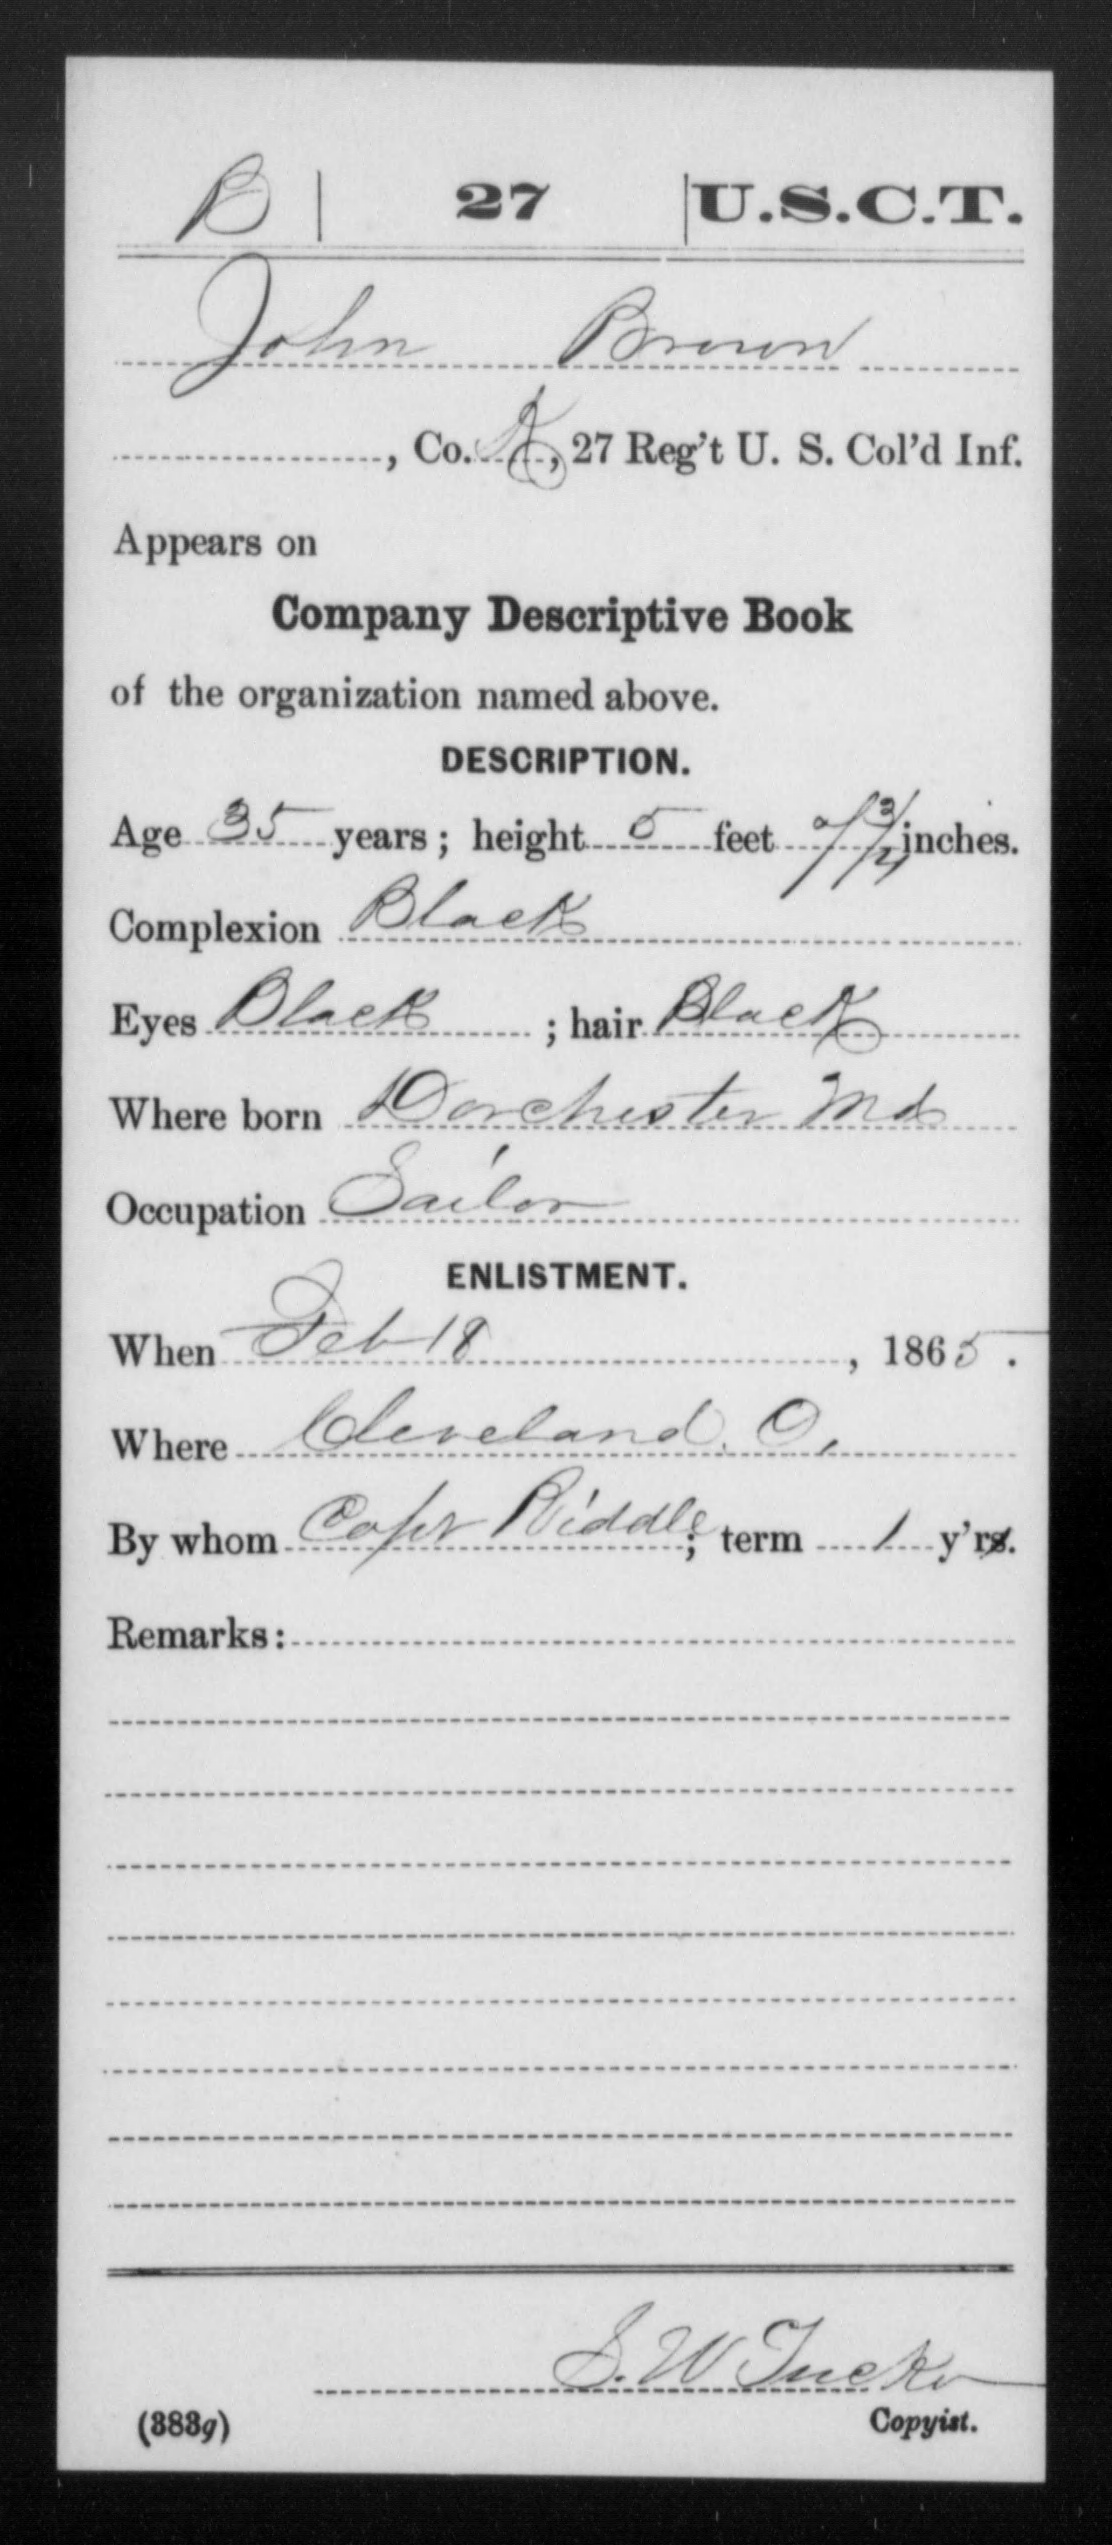 B | 27 | U.S.C.T.
John Brown
, Co. K, 27 Reg't U. S. Col'd Inf.
Appears on
Company Descriptive Book
of the organization named above.
DESCRIPTION.
Age 35 years; height 5 feet 7 3/4 inches.
Complexion Black
Eyes Black ; hair Black
Where born Dorchester Md
Occupation Sailor
ENLISTMENT.
When Feb 18, 1865.
Where Cleveland, O,
By whom Capt Riddle; term 1 y'rs.
Remarks:
S. W Tucker
(383g) Copyist.